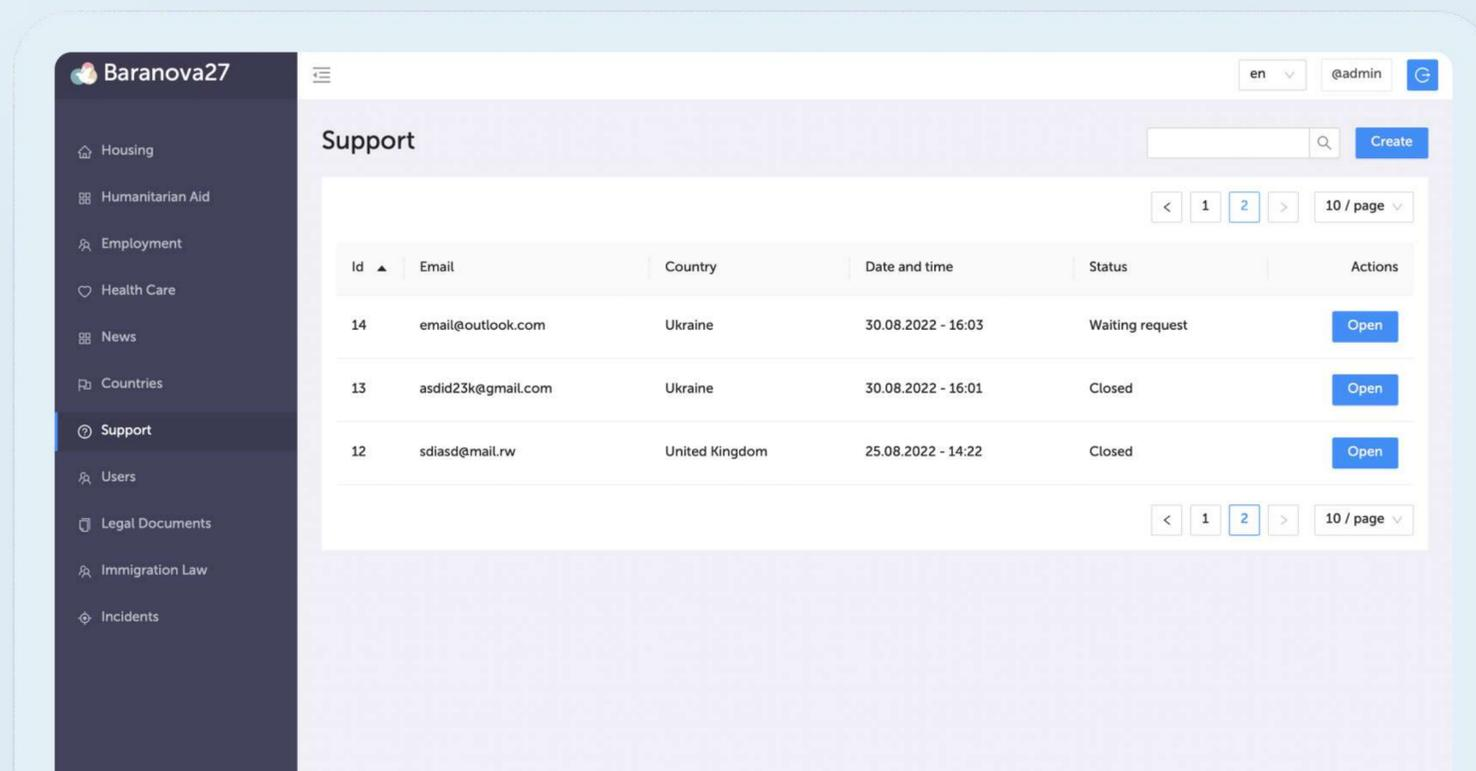 Baranova27
en
@admin
Housing
Humanitarian Aid
Employment
Health Care
News
Countries
Support
Users
Legal Documents
Immigration Law
Incidents
Support
Create
< 1 2 > 10 / page
Id Email Country Date and time Status Actions
14 email@outlook.com Ukraine 30.08.2022 - 16:03 Waiting request Open
13 asdid23k@gmail.com Ukraine 30.08.2022 - 16:01 Closed Open
12 sdiasd@mail.rw United Kingdom 25.08.2022 - 14:22 Closed Open
< 1 2 > 10 / page